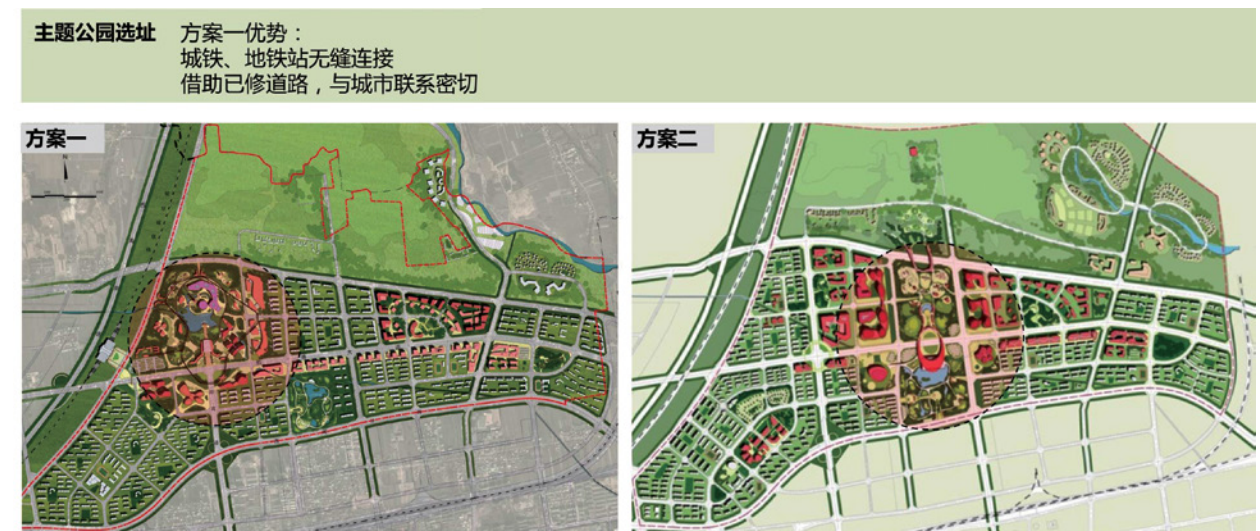 主题公园选址
方案一优势：
城铁、地铁站无缝连接
借助已修道路，与城市联系密切
方案一
方案二